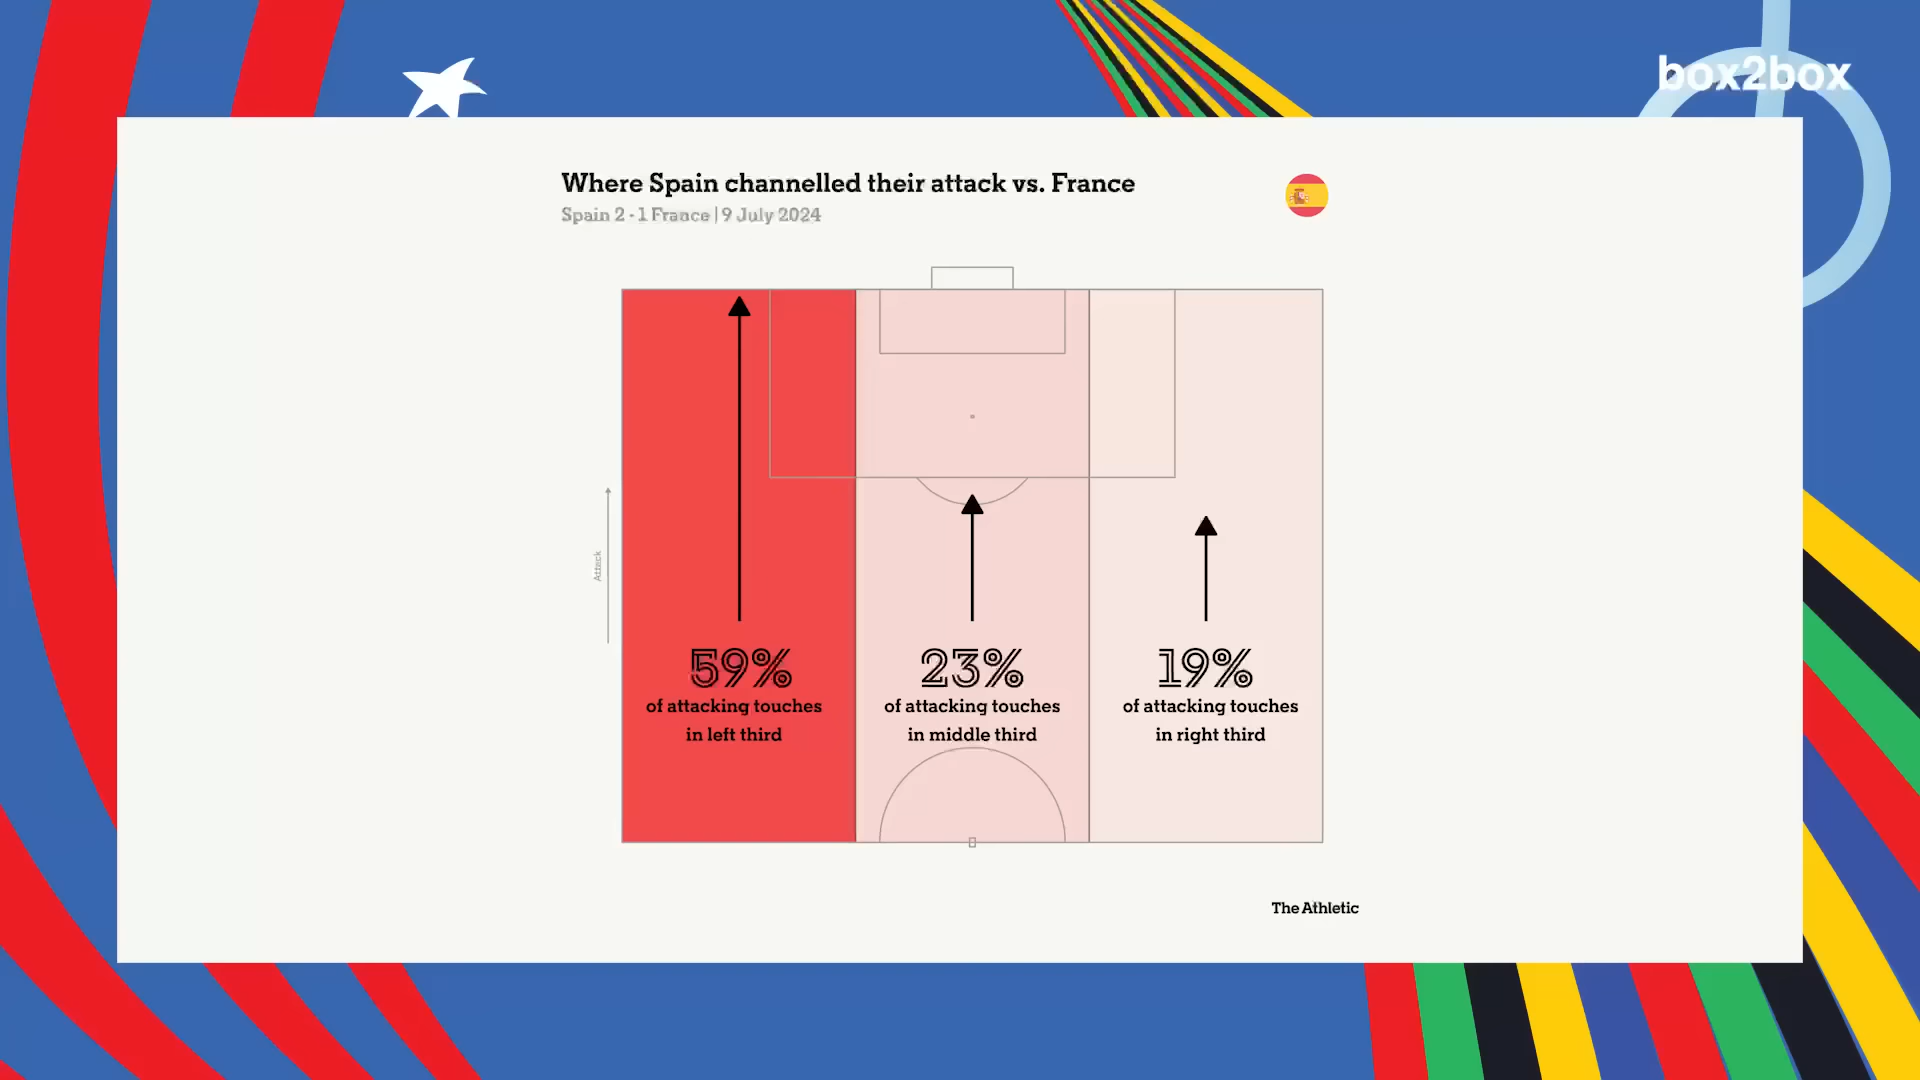 box2box
Where Spain channelled their attack vs. France
Spain 2 - 1 France | 9 July 2024
Attack
59%
of attacking touches
in left third
23%
of attacking touches
in middle third
19%
of attacking touches
in right third
The Athletic